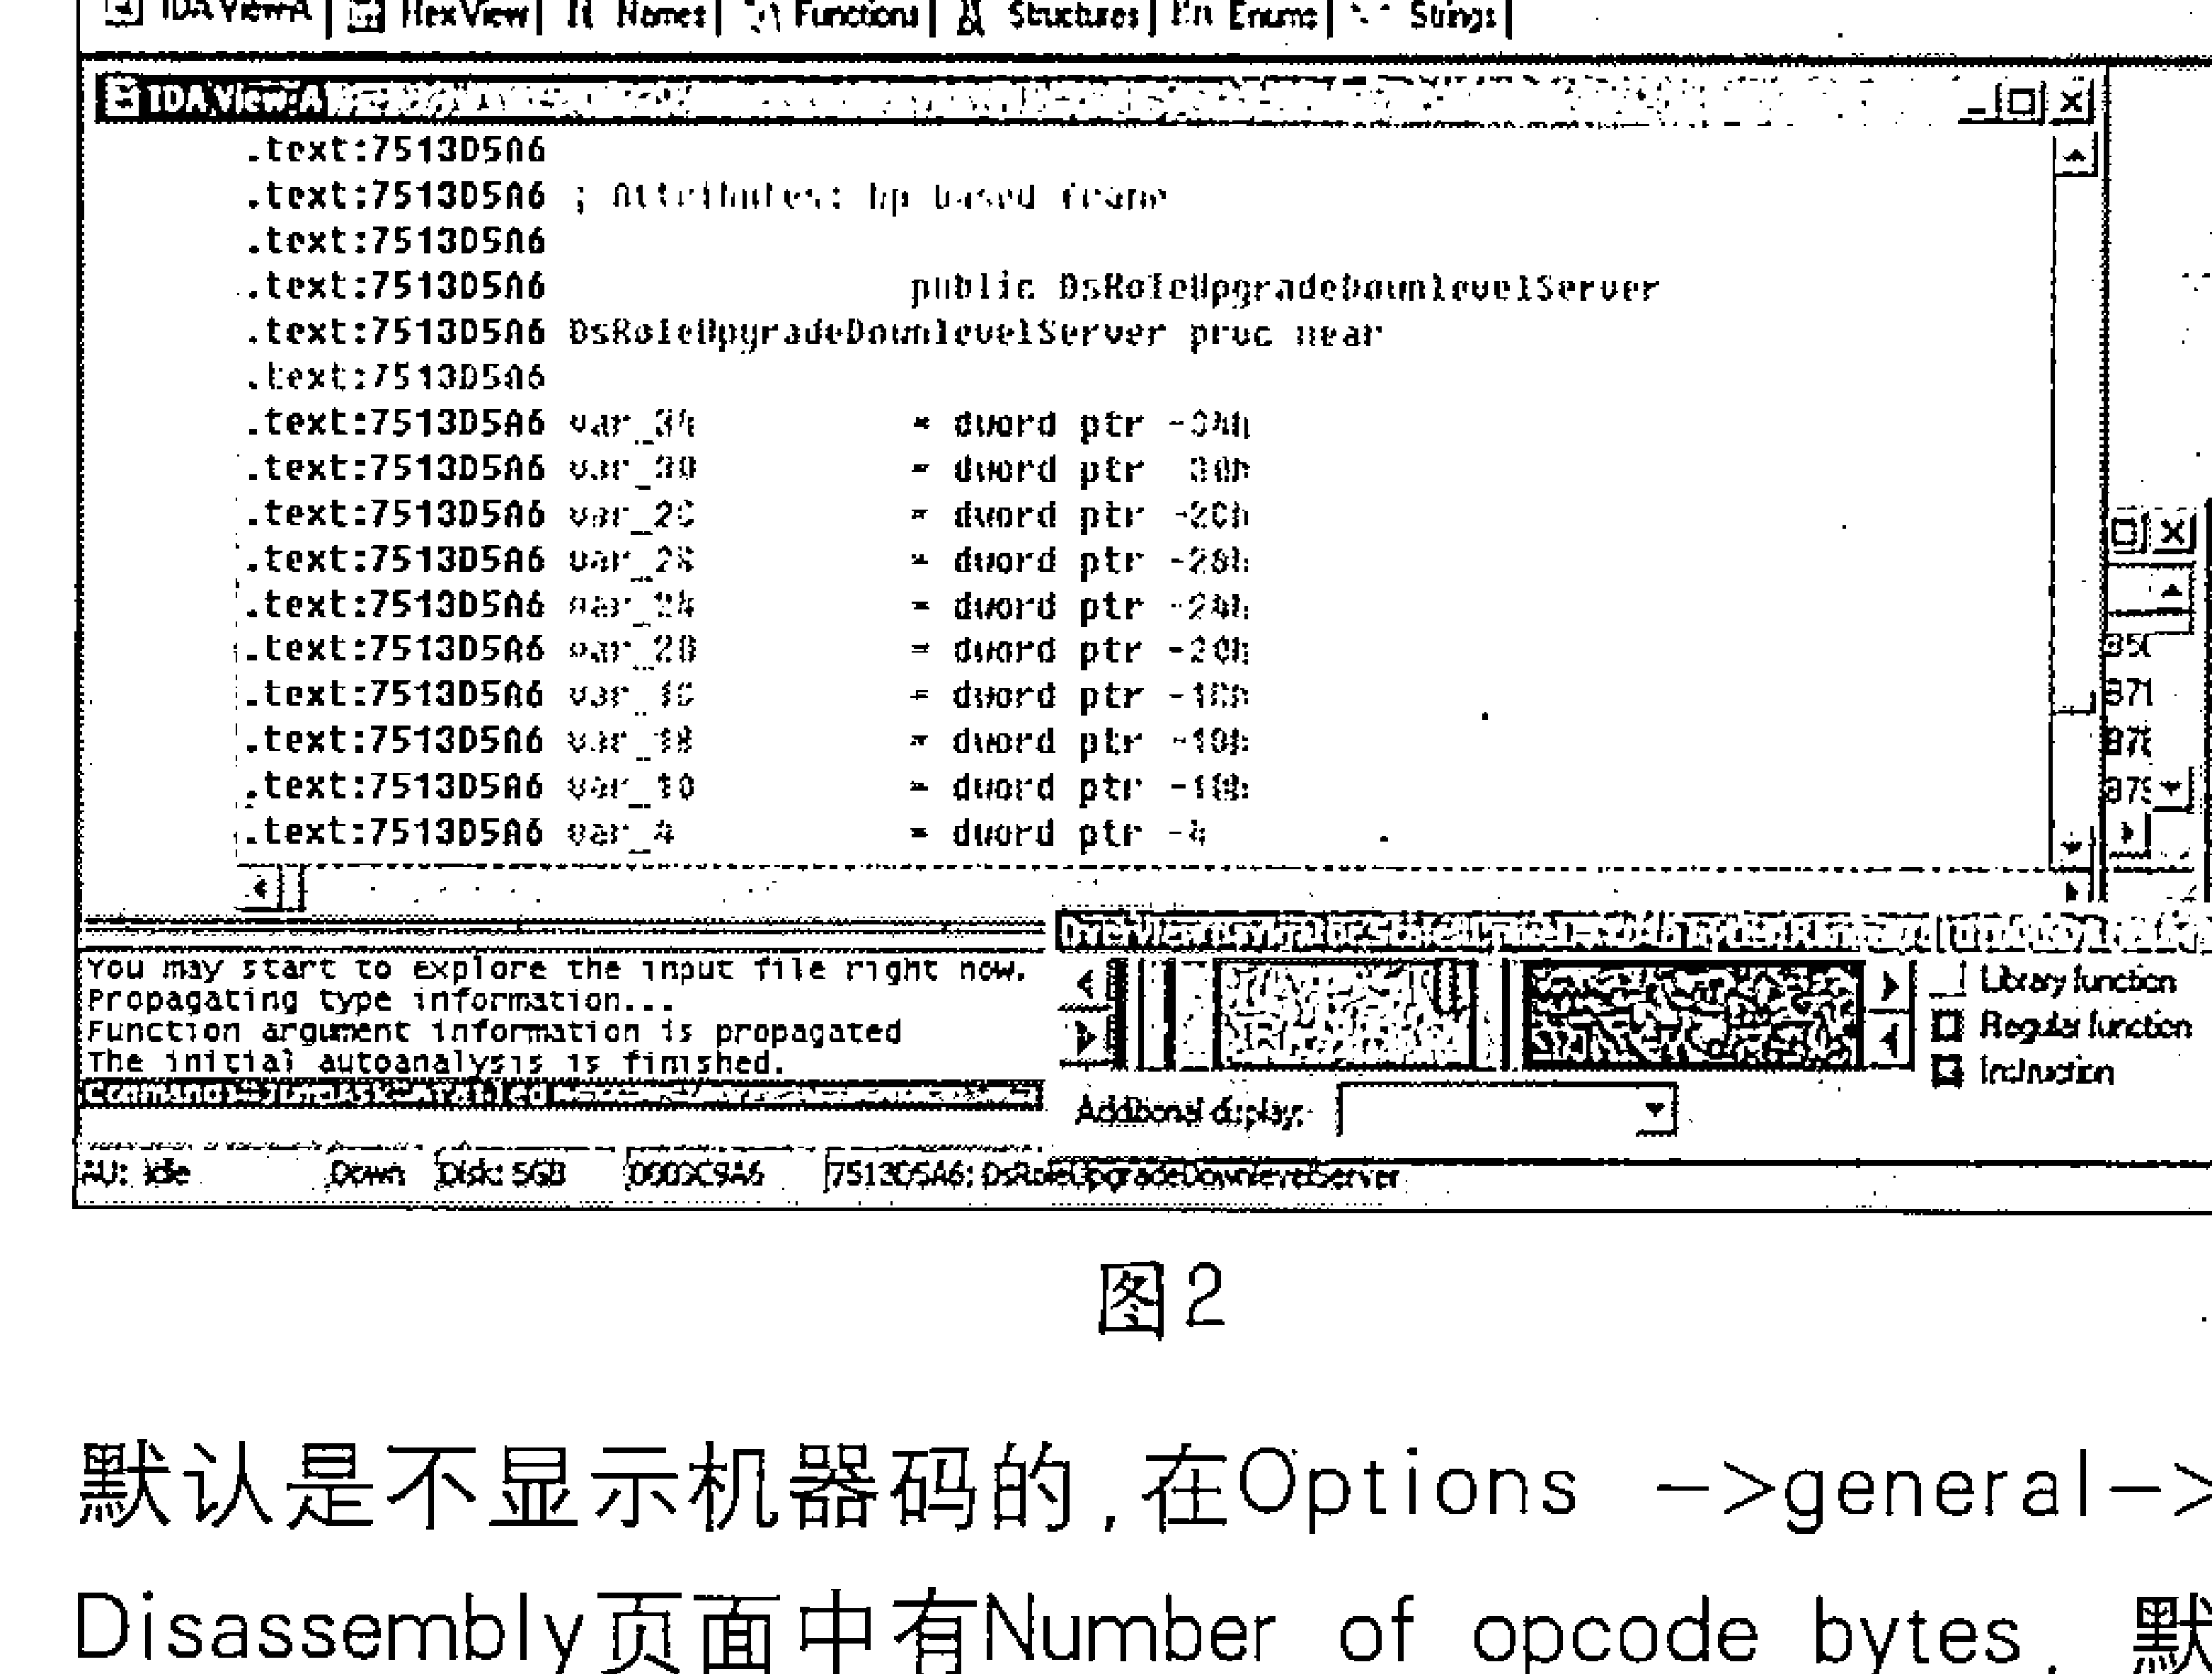 IDA View-A | Hex View | Names | Functions | Structures | En Enums | Strings
IDA View-A
.text:7513D5A6
.text:7513D5A6 ; Attributes: bp based frame
.text:7513D5A6
.text:7513D5A6 public DsRoleUpgradeDownlevelServer
.text:7513D5A6 DsRoleUpgradeDownlevelServer proc near
.text:7513D5A6
.text:7513D5A6 var_34 = dword ptr -34h
.text:7513D5A6 var_30 = dword ptr 30h
.text:7513D5A6 var_2C = dword ptr -2Ch
.text:7513D5A6 var_28 = dword ptr -28h
.text:7513D5A6 var_24 = dword ptr -24h
.text:7513D5A6 var_20 = dword ptr -20h
.text:7513D5A6 var_1C = dword ptr -1Ch
.text:7513D5A6 var_18 = dword ptr -18h
.text:7513D5A6 var_10 = dword ptr -10h
.text:7513D5A6 var_4 = dword ptr -4
871
You may start to explore the input file right now.
Propagating type information...
Function argument information is propagated
The initial autoanalysis is finished.
Library function
Regular function
Instruction
Additional display:
AU: idle Down Disk: 5GB 0003C9A6 7513D5A6: DsRoleUpgradeDownlevelServer
图2
默认是不显示机器码的,在Options ->general->
Disassembly页面中有Number of opcode bytes, 默